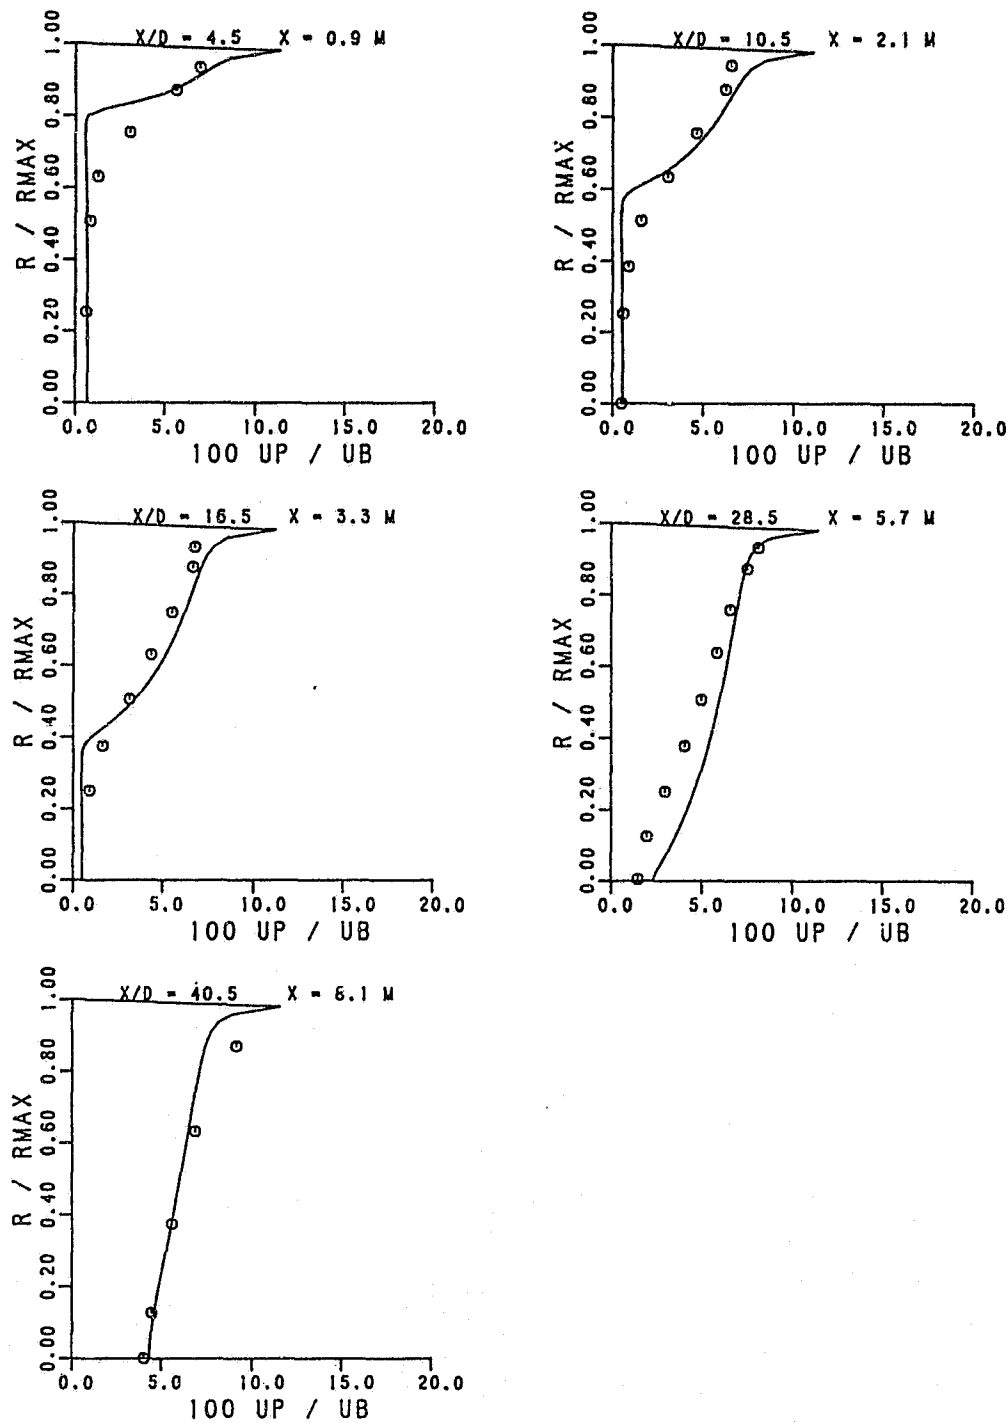 X/D = 4.5 X = 0.9 M
1.00
0.80
0.60
0.40
0.20
0.00
R / RMAX
0.0 5.0 10.0 15.0 20.0
100 UP / UB
X/D = 10.5 X = 2.1 M
1.00
0.80
0.60
0.40
0.20
0.00
R / RMAX
0.0 5.0 10.0 15.0 20.0
100 UP / UB
X/D = 16.5 X = 3.3 M
1.00
0.80
0.60
0.40
0.20
0.00
R / RMAX
0.0 5.0 10.0 15.0 20.0
100 UP / UB
X/D = 28.5 X = 5.7 M
1.00
0.80
0.60
0.40
0.20
0.00
R / RMAX
0.0 5.0 10.0 15.0 20.0
100 UP / UB
X/D = 40.5 X = 8.1 M
1.00
0.80
0.60
0.40
0.20
0.00
R / RMAX
0.0 5.0 10.0 15.0 20.0
100 UP / UB